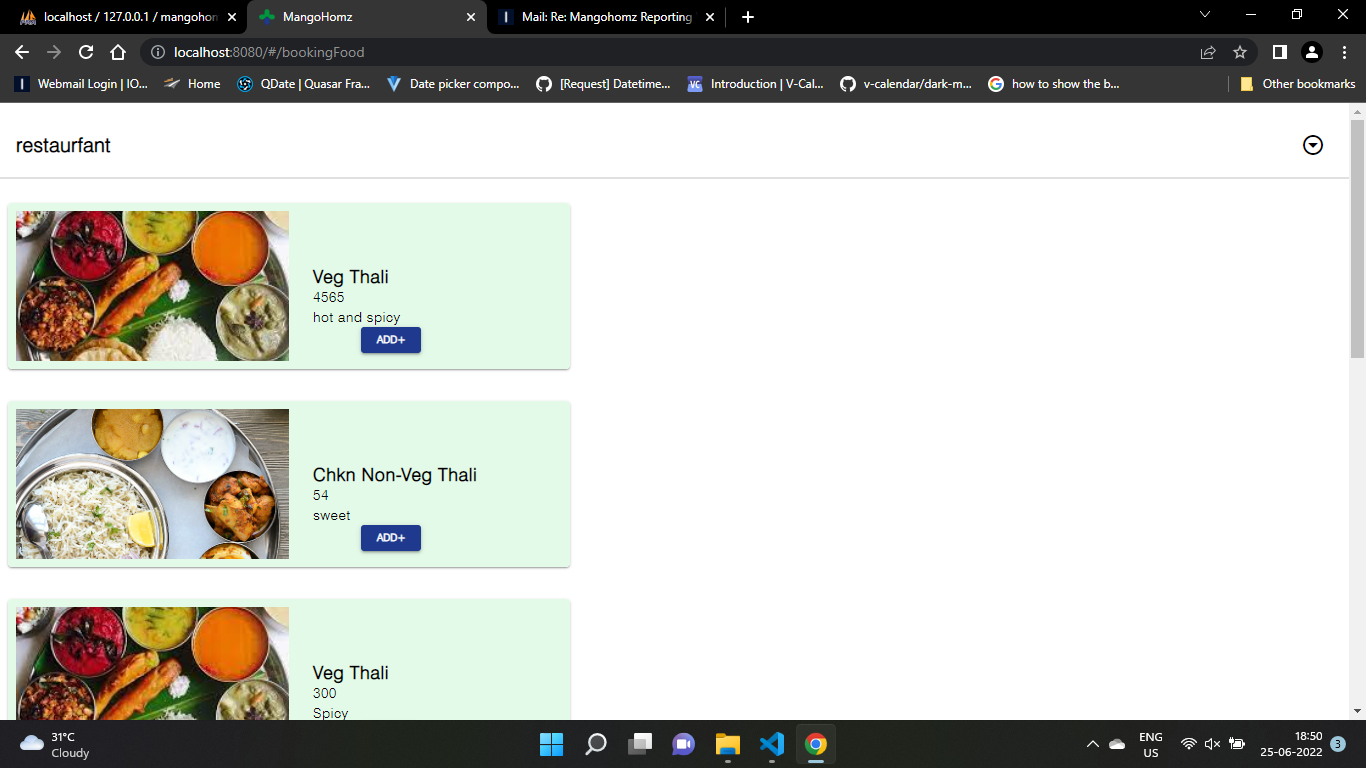 localhost / 127.0.0.1 / mangohom
MangoHomz
Mail: Re: Mangohomz Reporting
localhost:8080/#/bookingFood
Webmail Login | IO...
Home
QDate | Quasar Fra...
Date picker compo...
[Request] Datetime...
VC
Introduction | V-Cal...
v-calendar/dark-m...
how to show the b...
Other bookmarks
restaurfant
Veg Thali
4565
hot and spicy
ADD+
Chkn Non-Veg Thali
54
sweet
ADD+
Veg Thali
300
Spicy
31°C
Cloudy
ENG
US
18:50
25-06-2022
3